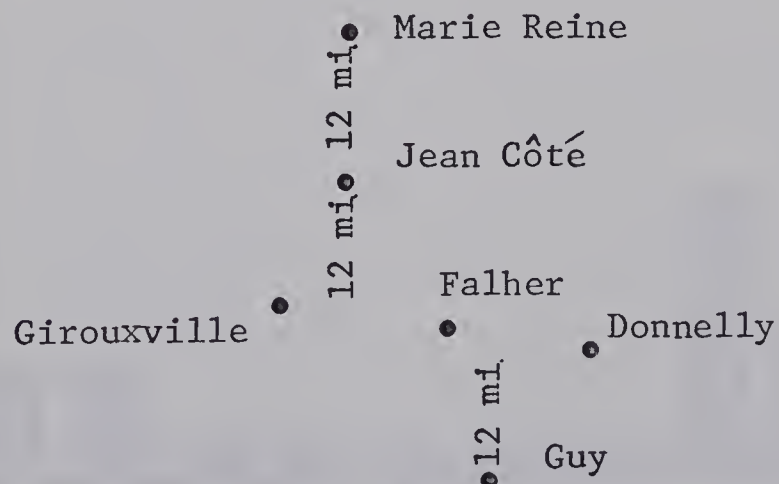 Marie Reine
12 mi.
Jean Côté
12 mi.
Falher
Girouxville
Donnelly
12 mi.
Guy